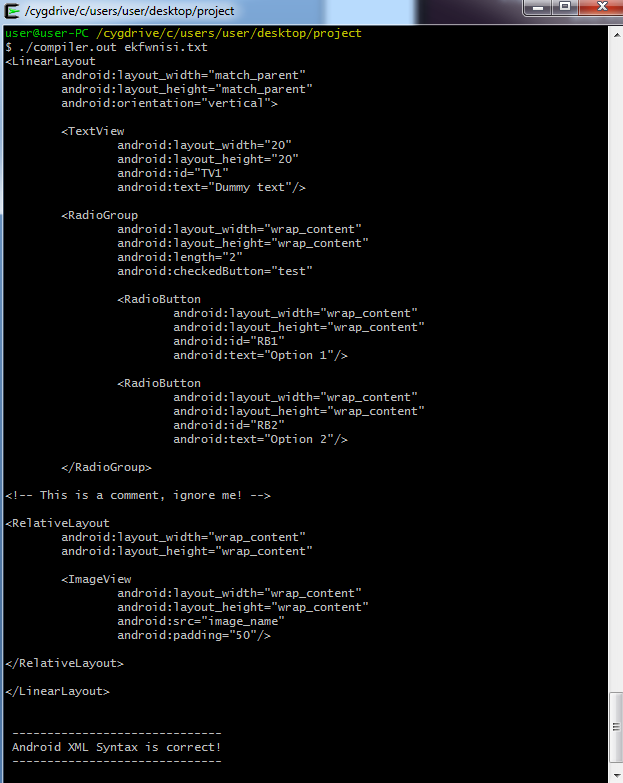 /cygdrive/c/users/user/desktop/project
user@user-PC /cygdrive/c/users/user/desktop/project
$ ./compiler.out ekfwnisi.txt
<LinearLayout
        android:layout_width="match_parent"
        android:layout_height="match_parent"
        android:orientation="vertical">

        <TextView
                android:layout_width="20"
                android:layout_height="20"
                android:id="TV1"
                android:text="Dummy text"/>

        <RadioGroup
                android:layout_width="wrap_content"
                android:layout_height="wrap_content"
                android:length="2"
                android:checkedButton="test"

                <RadioButton
                        android:layout_width="wrap_content"
                        android:layout_height="wrap_content"
                        android:id="RB1"
                        android:text="Option 1"/>

                <RadioButton
                        android:layout_width="wrap_content"
                        android:layout_height="wrap_content"
                        android:id="RB2"
                        android:text="Option 2"/>

        </RadioGroup>

<!-- This is a comment, ignore me! -->

<RelativeLayout
        android:layout_width="wrap_content"
        android:layout_height="wrap_content"

        <ImageView
                android:layout_width="wrap_content"
                android:layout_height="wrap_content"
                android:src="image_name"
                android:padding="50"/>

</RelativeLayout>

</LinearLayout>

 ------------------------------
 Android XML Syntax is correct!
 ------------------------------